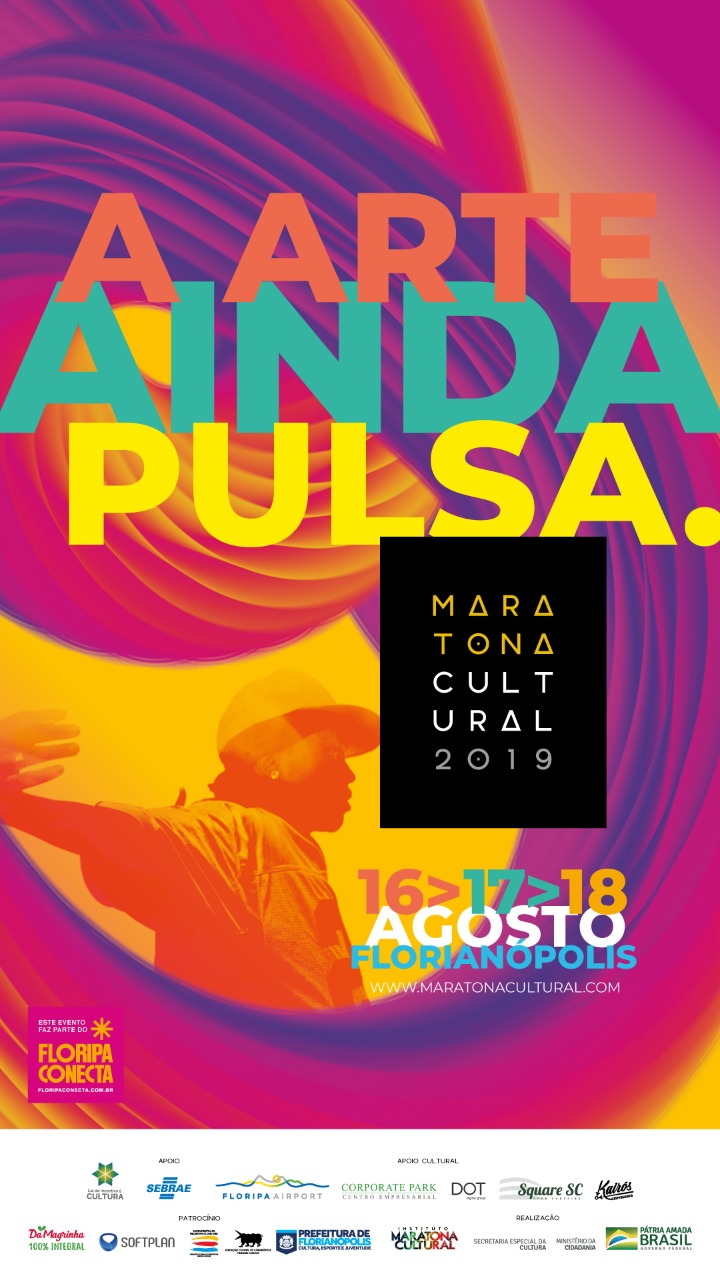 A ARTE
AINDA
PULSA.
MARA
TONA
CULT
URAL
2019
16>17>18
AGOSTO
FLORIANÓPOLIS
WWW.MARATONACULTURAL.COM
ESTE EVENTO
FAZ PARTE DO
FLORIPA
CONECTA
FLORIPACONECTA.COM.BR
APOIO
APOIO CULTURAL
CULTURA
SEBRAE
FLORIPA AIRPORT
CORPORATE PARK
CENTRO EMPRESARIAL
DOT
digital group
Square SC
Kairós
PATROCÍNIO
REALIZAÇÃO
DaMagrinha
100% INTEGRAL
SOFTPLAN
PREFEITURA DE
FLORIANÓPOLIS
CULTURA, ESPORTE E JUVENTUDE
INSTITUTO
MARATONA
CULTURAL
SECRETARIA ESPECIAL DA
CULTURA
MINISTÉRIO DA
CIDADANIA
PÁTRIA AMADA
BRASIL
GOVERNO FEDERAL